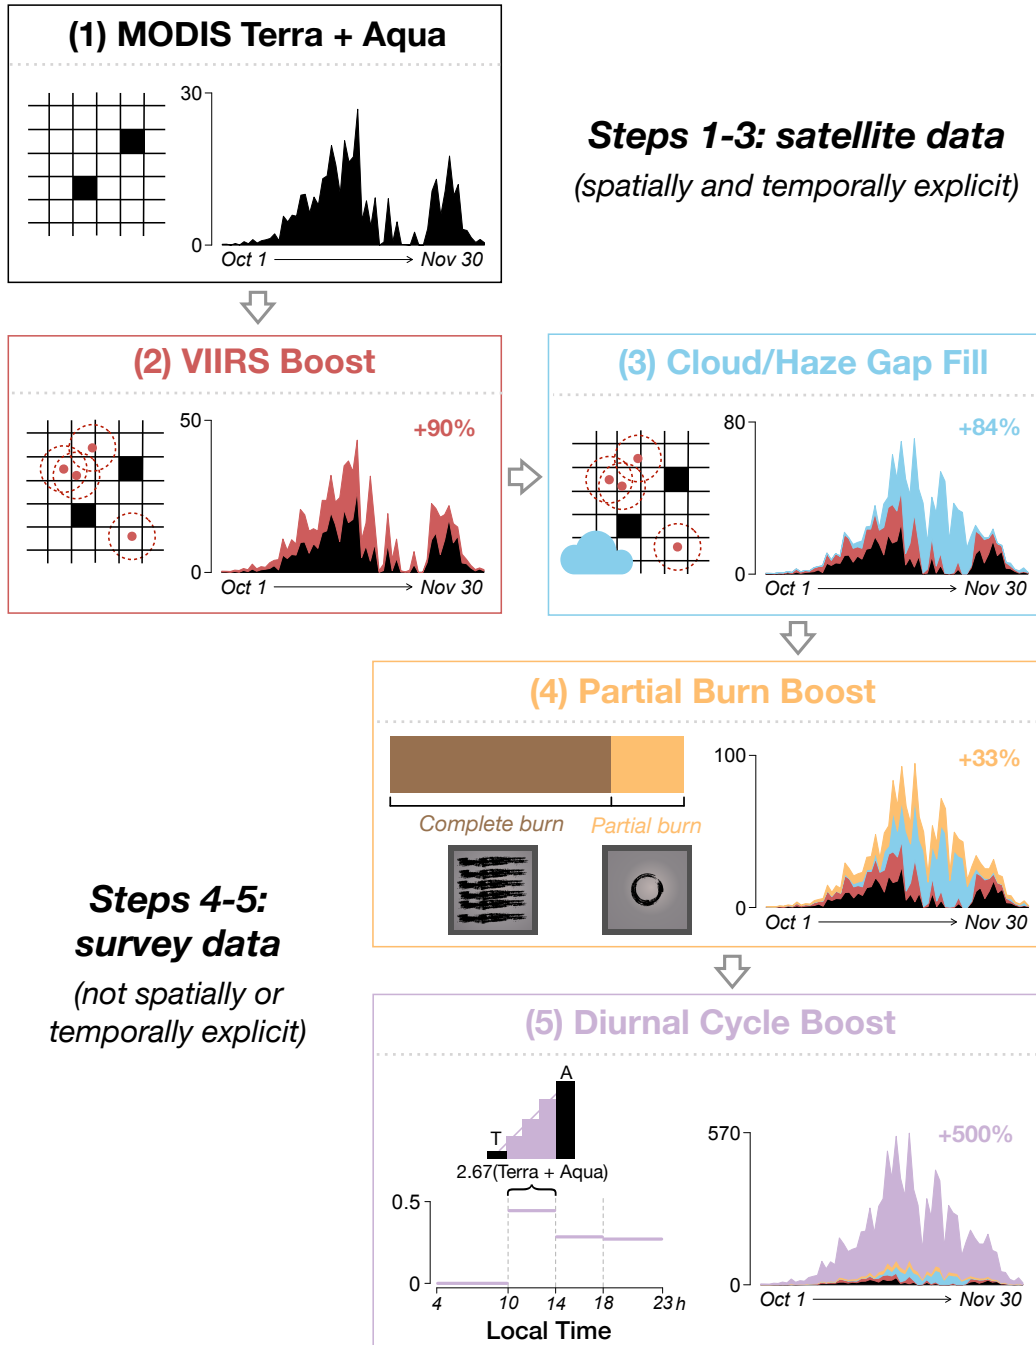 (1) MODIS Terra + Aqua
30
0
Oct 1
Nov 30
Steps 1-3: satellite data
(spatially and temporally explicit)
(2) VIIRS Boost
50
+90%
0
Oct 1
Nov 30
(3) Cloud/Haze Gap Fill
80
+84%
0
Oct 1
Nov 30
(4) Partial Burn Boost
Complete burn
Partial burn
100
+33%
0
Oct 1
Nov 30
Steps 4-5:
survey data
(not spatially or
temporally explicit)
(5) Diurnal Cycle Boost
A
T
2.67(Terra + Aqua)
0.5
0
4
10
14
18
23 h
Local Time
570
+500%
0
Oct 1
Nov 30